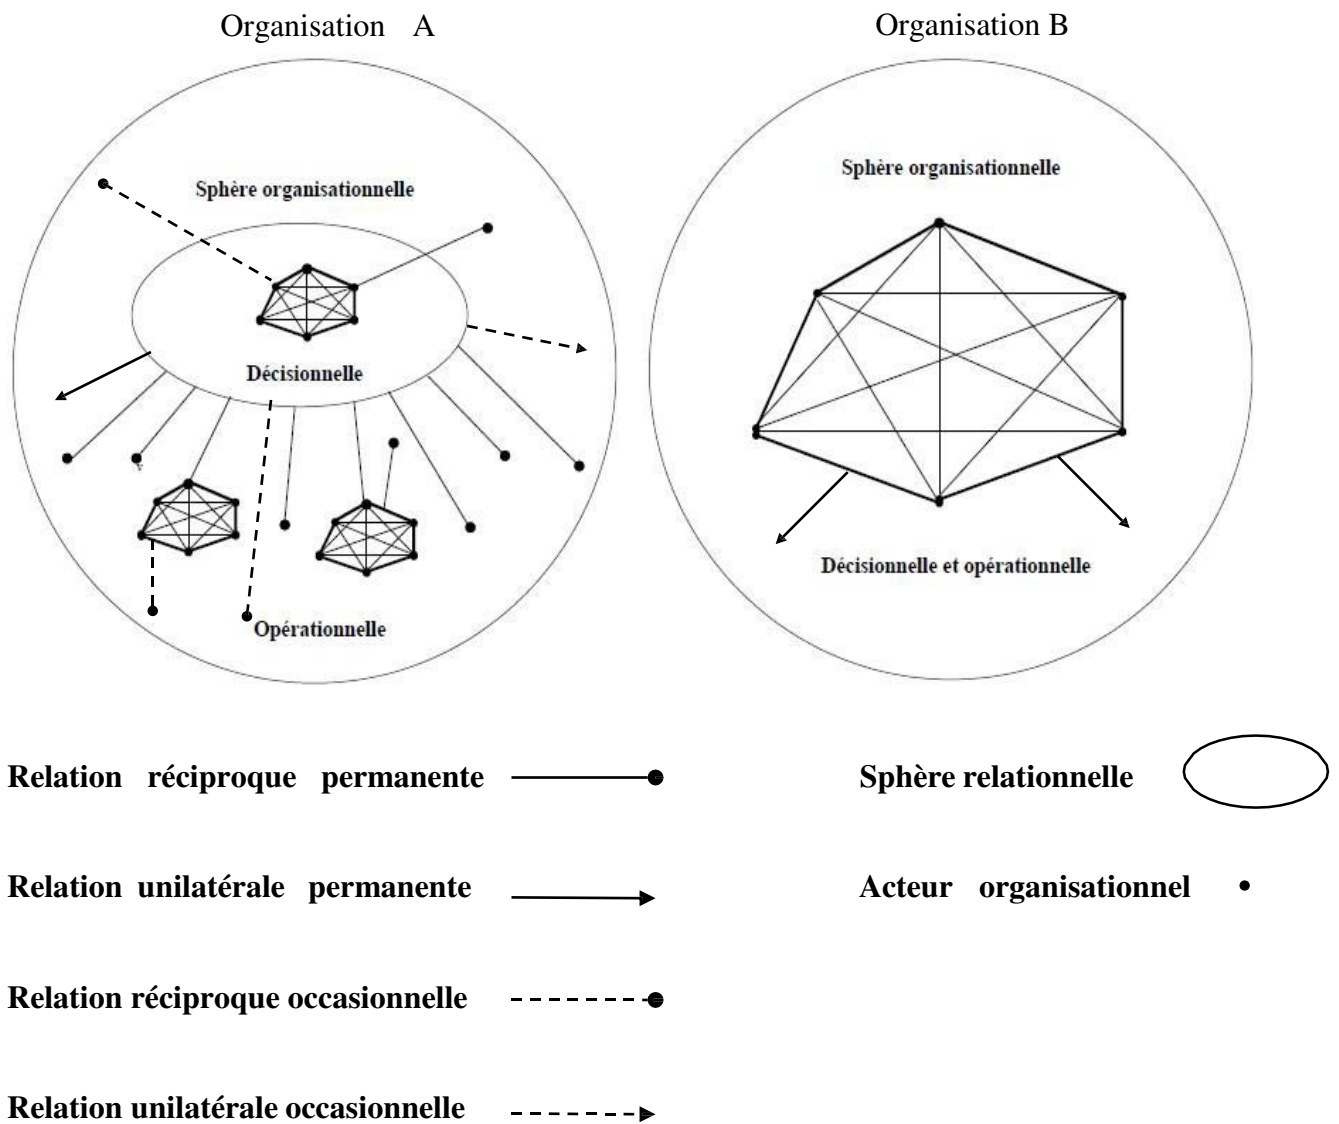 Organisation A
Organisation B
Sphère organisationnelle
Décisionnelle
Opérationnelle
Sphère organisationnelle
Décisionnelle et opérationnelle
Relation réciproque permanente
Sphère relationnelle
Relation unilatérale permanente
Acteur organisationnel
Relation réciproque occasionnelle
Relation unilatérale occasionnelle